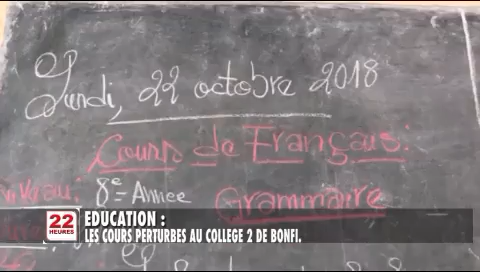 Lundi, 22 octobre 2018
Cours de Français:
Niveau: 8e Année Grammaire
22 HEURES
EDUCATION :
LES COURS PERTURBES AU COLLEGE 2 DE BONFI.